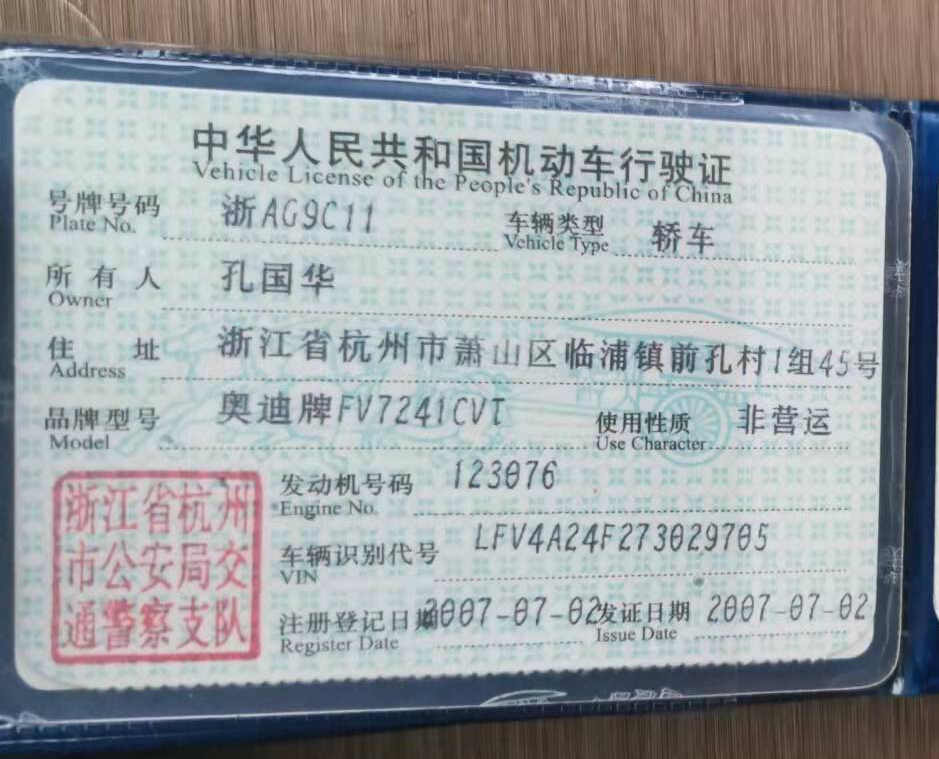 中华人民共和国机动车行驶证
Vehicle License of the People's Republic of China
号牌号码 浙AG9C11 车辆类型 轿车
Plate No. Vehicle Type
所有人 孔国华
Owner
住址 浙江省杭州市萧山区临浦镇前孔村1组45号
Address
品牌型号 奥迪牌FV7241CVT 使用性质 非营运
Model Use Character
浙江省杭州市公安局交通警察支队
发动机号码 123076
Engine No.
车辆识别代号 LFV4A24F273029705
VIN
注册登记日期 2007-07-02 发证日期 2007-07-02
Register Date Issue Date